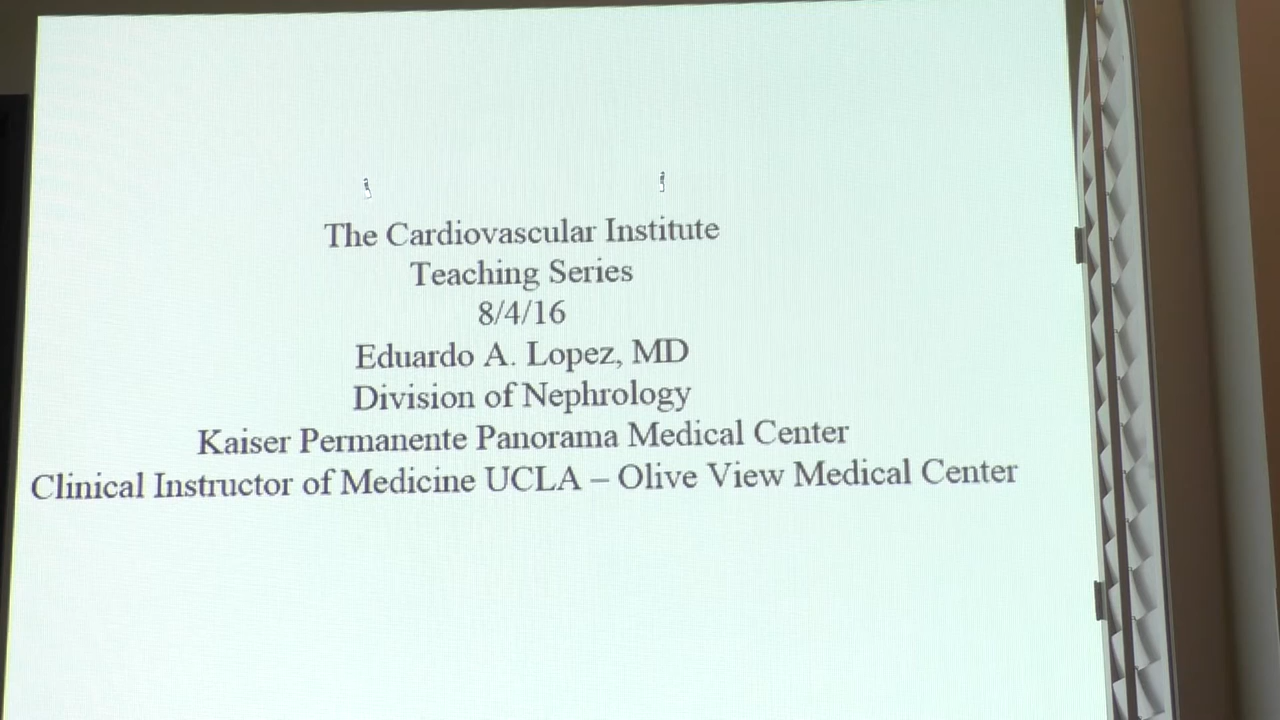 The Cardiovascular Institute
Teaching Series
8/4/16
Eduardo A. Lopez, MD
Division of Nephrology
Kaiser Permanente Panorama Medical Center
Clinical Instructor of Medicine UCLA – Olive View Medical Center